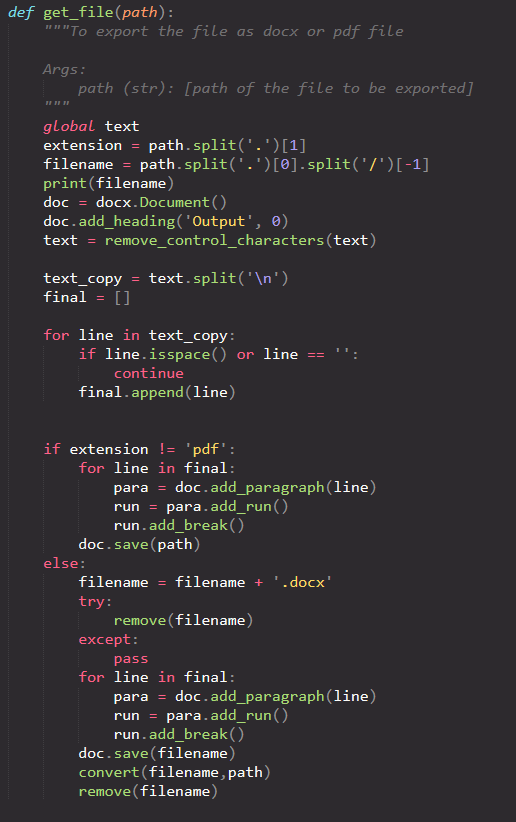 def get_file(path):
    """To export the file as docx or pdf file

    Args:
        path (str): [path of the file to be exported]
    """
    global text
    extension = path.split('.')[1]
    filename = path.split('.')[0].split('/')[-1]
    print(filename)
    doc = docx.Document()
    doc.add_heading('Output', 0)
    text = remove_control_characters(text)

    text_copy = text.split('\n')
    final = []

    for line in text_copy:
        if line.isspace() or line == '':
            continue
        final.append(line)


    if extension != 'pdf':
        for line in final:
            para = doc.add_paragraph(line)
            run = para.add_run()
            run.add_break()
        doc.save(path)
    else:
        filename = filename + '.docx'
        try:
            remove(filename)
        except:
            pass
        for line in final:
            para = doc.add_paragraph(line)
            run = para.add_run()
            run.add_break()
        doc.save(filename)
        convert(filename,path)
        remove(filename)